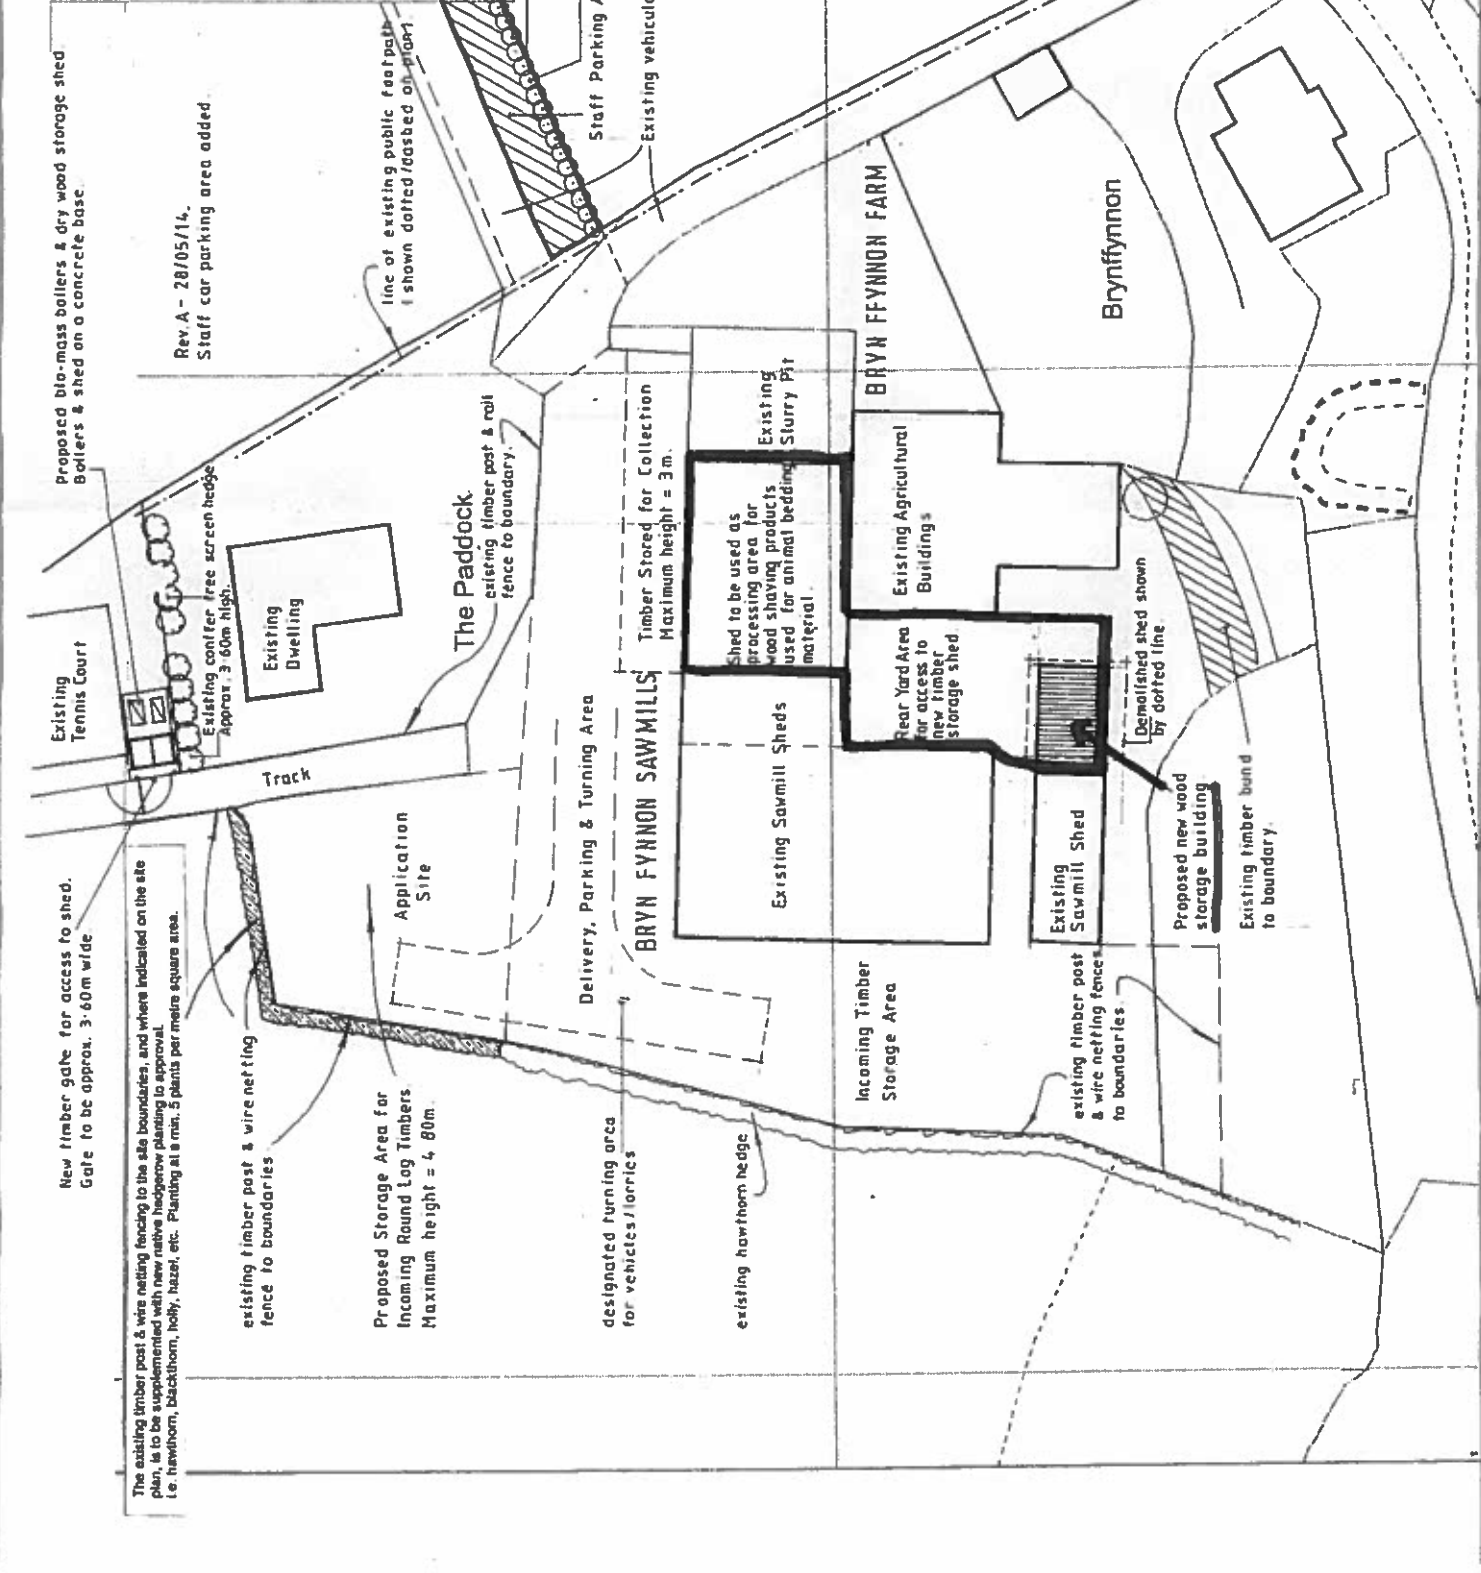 New timber gate for access to shed.
Gate to be approx. 3·60m wide
Proposed bio-mass boilers & dry wood storage shed
Boilers & shed on a concrete base.
The existing timber post & wire netting fencing to the site boundaries, and where indicated on the site
plan, is to be supplemented with new native hedgerow planting to approval.
i.e. hawthorn, blackthorn, holly, hazel, etc. Planting at a min. 5 plants per metre square area.
Rev.A - 28/05/14.
Staff car parking area added.
Existing
Tennis Court
Existing conifer tree screen hedge
Approx. 3·60m high.
Existing
Dwelling
Track
line of existing public footpath
shown dotted/dashed on plan
existing timber post & wire netting
fence to boundaries
Proposed Storage Area for
Incoming Round Log Timbers
Maximum height = 4 80m
Application
Site
The Paddock
existing timber post & rail
fence to boundary.
Staff Parking
Existing
Delivery, Parking & Turning Area
designated turning area
for vehicles/lorries
BRYN FYNNON SAWMILLS
Timber Stored for Collection
Maximum height = 3m.
existing hawthorn hedge
Existing Sawmill Sheds
Shed to be used as
processing area for
wood shaving products
used for animal bedding
material.
Existing
Slurry Pit
Incoming Timber
Storage Area
BRYN FFYNNON FARM
Existing Agricultural
Buildings
Rear Yard Area
for access to
new timber
storage shed.
Existing
Sawmill Shed
existing timber post
& wire netting fences
to boundaries
Demolished shed shown
by dotted line.
Brynffynnon
Proposed new wood
storage building
Existing timber bund
to boundary.